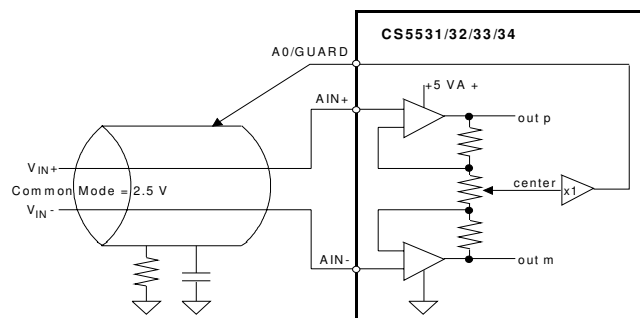 CS5531/32/33/34
A0/GUARD
+5 VA +
AIN+
out p
VIN+
center
x1
Common Mode = 2.5 V
VIN-
AIN-
out m